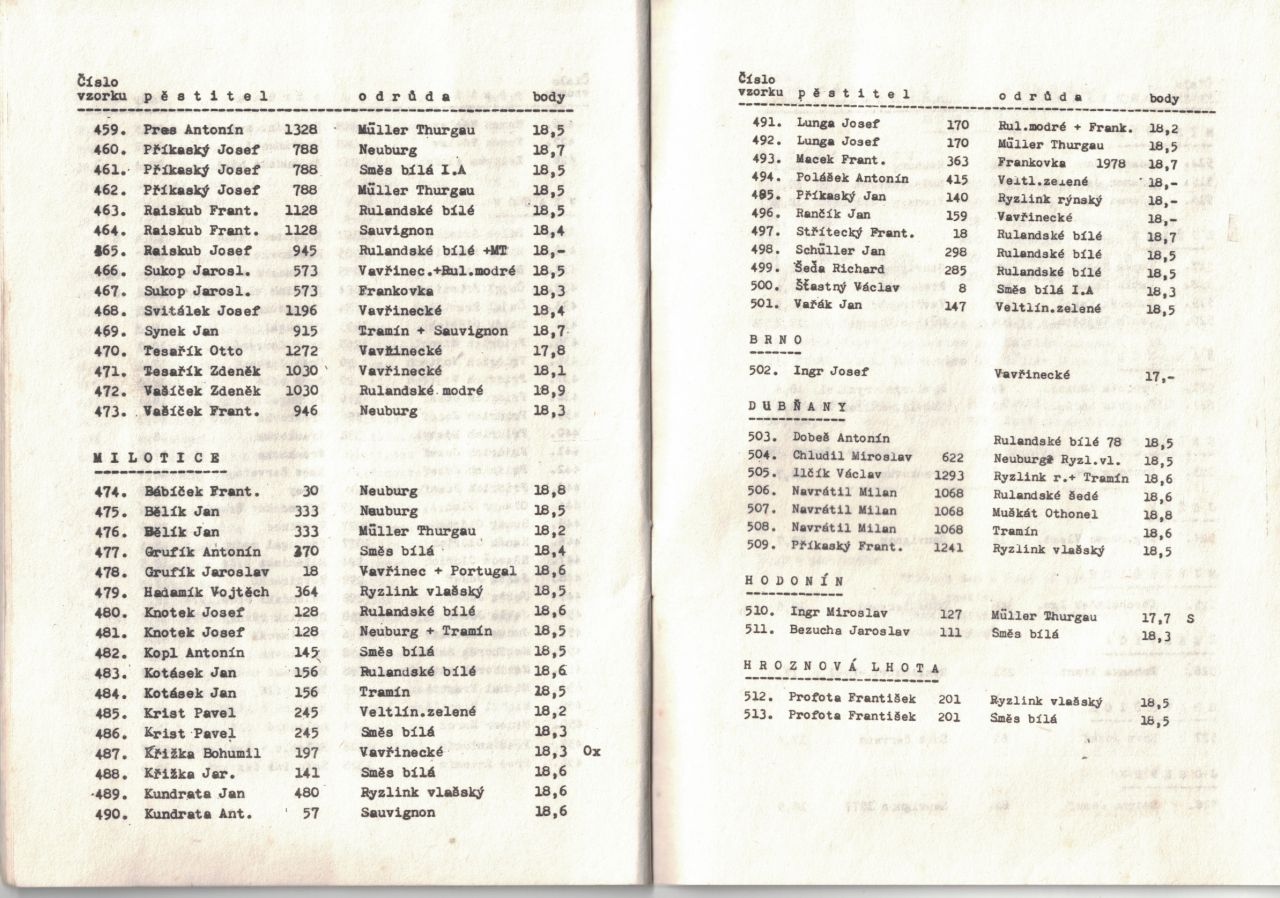 Číslo
vzorku p ě s t i t e l o d r ů d a body
459. Pres Antonín 1328 Müller Thurgau 18,5
460. Příkaský Josef 788 Neuburg 18,7
461. Příkaský Josef 788 Směs bílá I.A 18,5
462. Příkaský Josef 788 Müller Thurgau 18,5
463. Raiskub Frant. 1128 Rulandské bílé 18,5
464. Raiskub Frant. 1128 Sauvignon 18,4
365. Raiskub Josef 945 Rulandské bílé +MT 18,-
466. Sukop Jarosl. 573 Vavřinec.+Rul.modré 18,5
467. Sukop Jarosl. 573 Frankovka 18,3
468. Svitálek Josef 1196 Vavřinecké 18,4
469. Synek Jan 915 Tramín + Sauvignon 18,7
470. Tesařík Otto 1272 Vavřinecké 17,8
471. Tesařík Zdeněk 1030 Vavřinecké 18,1
472. Vašíček Zdeněk 1030 Rulandské modré 18,9
473. Vašíček Frant. 946 Neuburg 18,3
M I L O T I C E
474. Bábíček Frant. 30 Neuburg 18,8
475. Bělík Jan 333 Neuburg 18,5
476. Bělík Jan 333 Müller Thurgau 18,2
477. Grufík Antonín 370 Směs bílá 18,4
478. Grufík Jaroslav 18 Vavřinec + Portugal 18,6
479. Hadamík Vojtěch 364 Ryzlink vlašský 18,5
480. Knotek Josef 128 Rulandské bílé 18,6
481. Knotek Josef 128 Neuburg + Tramín 18,5
482. Kopl Antonín 145 Směs bílá 18,5
483. Kotásek Jan 156 Rulandské bílé 18,6
484. Kotásek Jan 156 Tramín 18,5
485. Krist Pavel 245 Veltlín.zelené 18,2
486. Krist Pavel 245 Směs bílá 18,3
487. Křižka Bohumil 197 Vavřinecké 18,3 Ox
488. Křižka Jar. 141 Směs bílá 18,6
489. Kundrata Jan 480 Ryzlink vlašský 18,6
490. Kundrata Ant. 57 Sauvignon 18,6
Číslo
vzorku p ě s t i t e l o d r ů d a body
491. Lunga Josef 170 Rul.modré + Frank. 18,2
492. Lunga Josef 170 Müller Thurgau 18,5
493. Macek Frant. 363 Frankovka 1978 18,7
494. Polášek Antonín 415 Veltl.zelené 18,-
495. Příkaský Jan 140 Ryzlink rýnský 18,-
496. Rančík Jan 159 Vavřinecké 18,-
497. Střítecký Frant. 18 Rulandské bílé 18,7
498. Schüller Jan 298 Rulandské bílé 18,5
499. Šeda Richard 285 Rulandské bílé 18,5
500. Šťastný Václav 8 Směs bílá I.A 18,3
501. Vařák Jan 147 Veltlín.zelené 18,5
B R N O
502. Ingr Josef Vavřinecké 17,-
D U B Ň A N Y
503. Dobeš Antonín Rulandské bílé 78 18,5
504. Chludil Miroslav 622 Neuburg+ Ryzl.vl. 18,5
505. Ilčík Václav 1293 Ryzlink r.+ Tramín 18,6
506. Navrátil Milan 1068 Rulandské šedé 18,6
507. Navrátil Milan 1068 Muškát Othonel 18,8
508. Navrátil Milan 1068 Tramín 18,6
509. Příkaský Frant. 1241 Ryzlink vlašský 18,5
H O D O N Í N
510. Ingr Miroslav 127 Müller Thurgau 17,7 S
511. Bezucha Jaroslav 111 Směs bílá 18,3
H R O Z N O V Á L H O T A
512. Profota František 201 Ryzlink vlašský 18,5
513. Profota František 201 Směs bílá 18,5